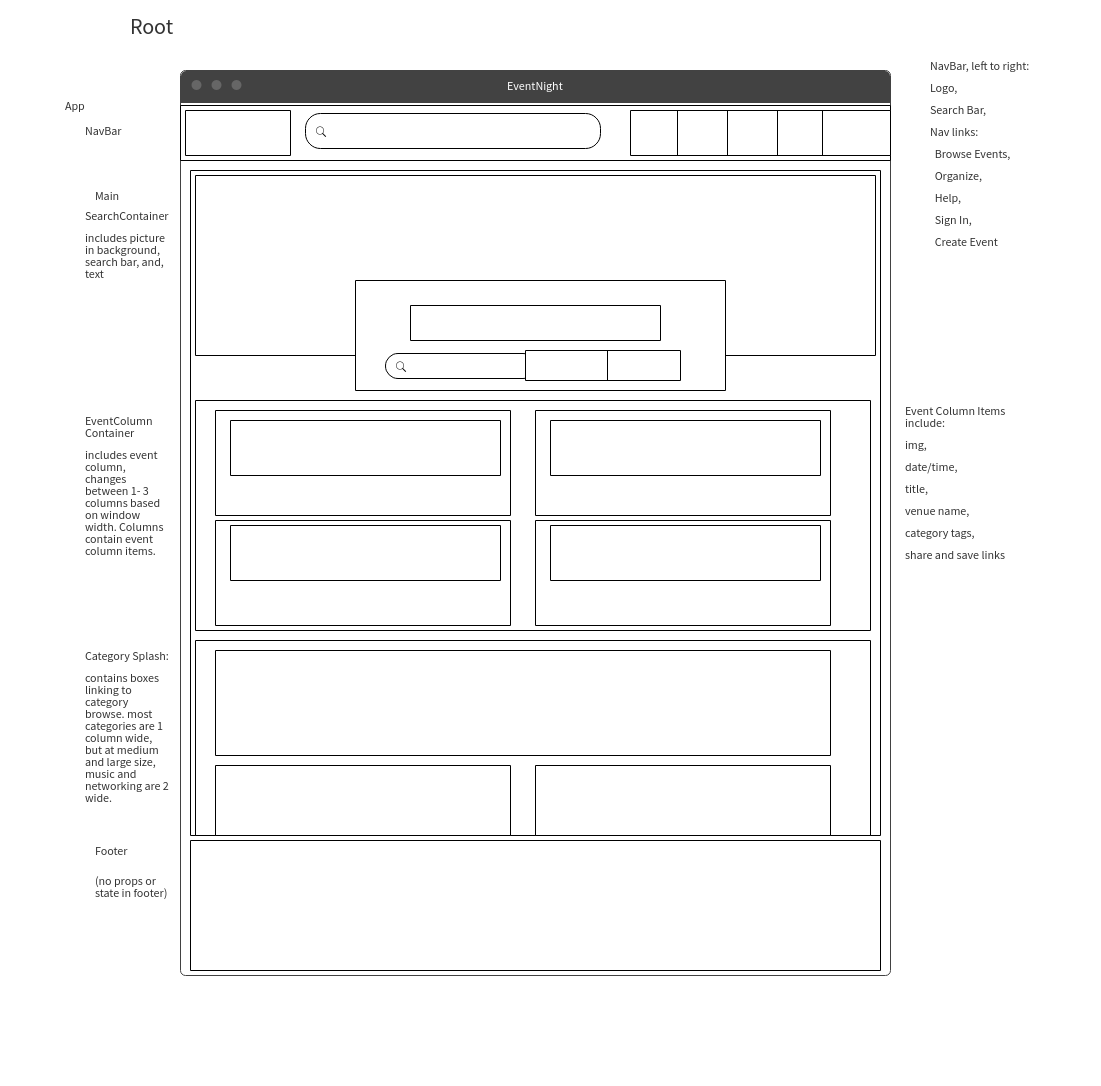 Root
EventNight
App
NavBar
Main
SearchContainer
includes picture
in background,
search bar, and,
text
EventColumn
Container
includes event
column,
changes
between 1- 3
columns based
on window
width. Columns
contain event
column items.
Category Splash:
contains boxes
linking to
category
browse. most
categories are 1
column wide,
but at medium
and large size,
music and
networking are 2
wide.
Footer
(no props or
state in footer)
NavBar, left to right:
Logo,
Search Bar,
Nav links:
Browse Events,
Organize,
Help,
Sign In,
Create Event
Event Column Items
include:
img,
date/time,
title,
venue name,
category tags,
share and save links